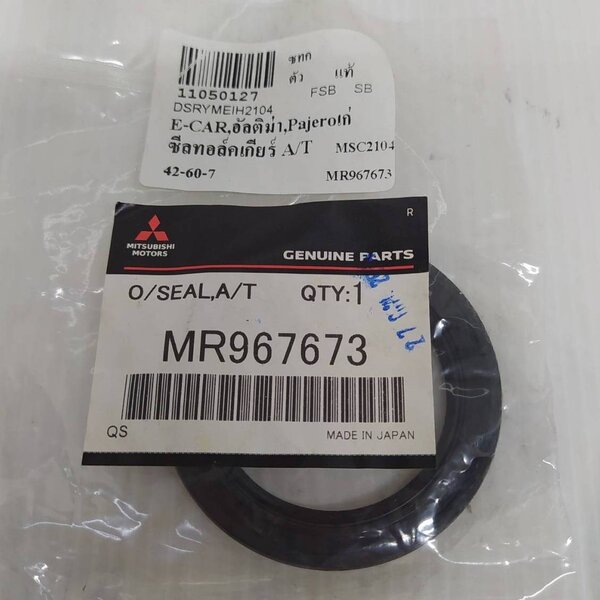 ชทก
ตัว แท้
11050127 FSB SB
DSRYMEIH2104
E-CAR,อัลติม่า,Pajeroเก่
ซีลทอล์คเกียร์ A/T MSC2104
42-60-7 MR967673
R
MITSUBISHI
MOTORS
GENUINE PARTS
O/SEAL,A/T QTY:1
MR967673
QS MADE IN JAPAN